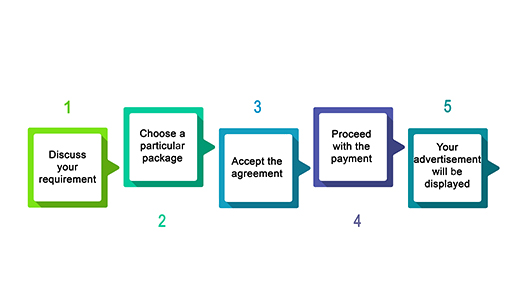 1
Discuss
your
requirement
2
Choose a
particular
package
3
Accept the
agreement
4
Proceed
with the
payment
5
Your
advertisement
will be
displayed